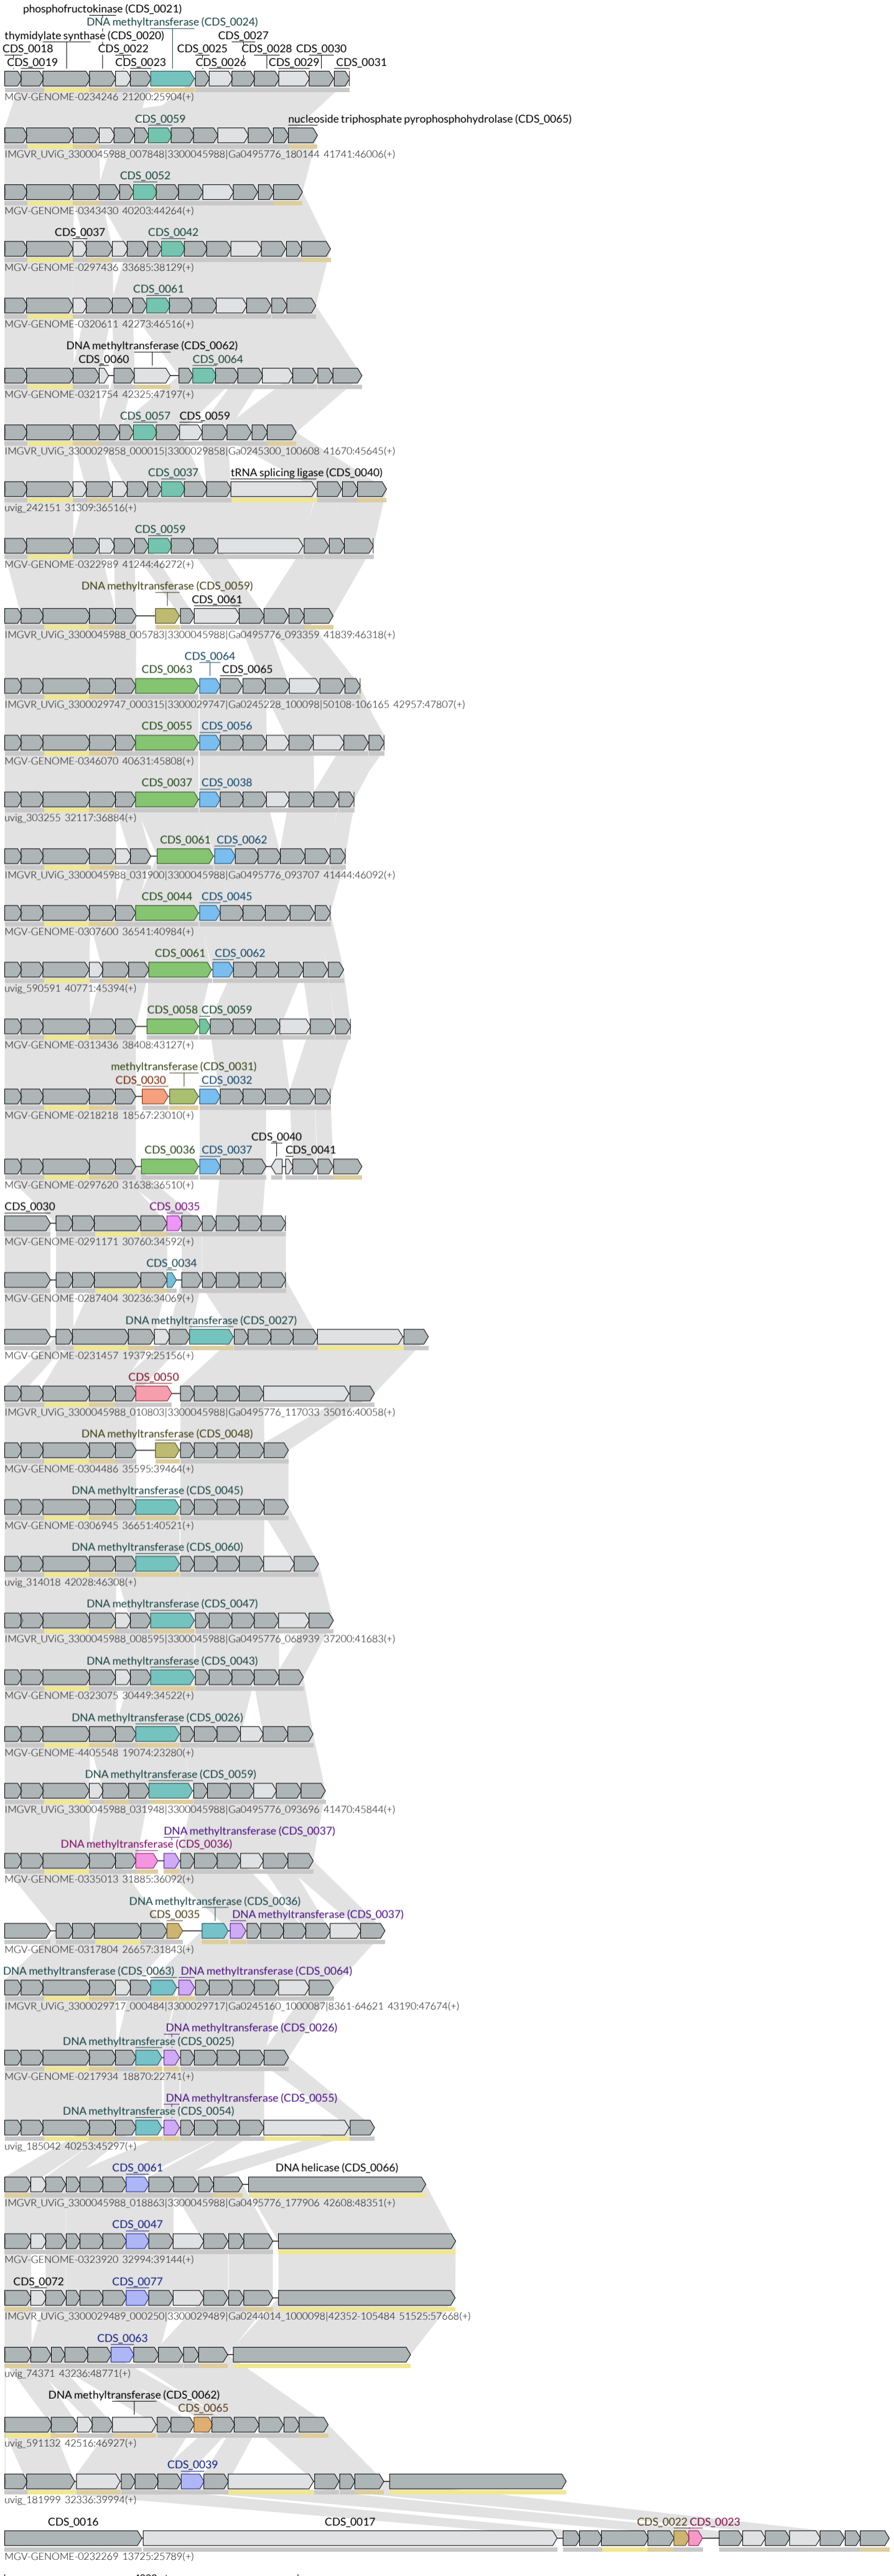 phosphofructokinase (CDS_0021)
DNA methyltransferase (CDS_0024)
thymidylate synthase (CDS_0020) CDS_0027
CDS_0018 CDS_0022 CDS_0025 CDS_0028 CDS_0030
CDS_0019 CDS_0023 CDS_0026 CDS_0029 CDS_0031
MGV-GENOME-0234246 21200:25904(+)
CDS_0059 nucleoside triphosphate pyrophosphohydrolase (CDS_0065)
IMGVR_UViG_3300045988_007848|3300045988|Ga0495776_180144 41741:46006(+)
CDS_0052
MGV-GENOME-0343430 40203:44264(+)
CDS_0037 CDS_0042
MGV-GENOME-0297436 33685:38129(+)
CDS_0061
MGV-GENOME-0320611 42273:46516(+)
DNA methyltransferase (CDS_0062)
CDS_0060 CDS_0064
MGV-GENOME-0321754 42325:47197(+)
CDS_0057 CDS_0059
IMGVR_UViG_3300029858_000015|3300029858|Ga0245300_100608 41670:45645(+)
CDS_0037 tRNA splicing ligase (CDS_0040)
uvig_242151 31309:36516(+)
CDS_0059
MGV-GENOME-0322989 41244:46272(+)
DNA methyltransferase (CDS_0059)
CDS_0061
IMGVR_UViG_3300045988_005783|3300045988|Ga0495776_093359 41839:46318(+)
CDS_0064
CDS_0063 CDS_0065
IMGVR_UViG_3300029747_000315|3300029747|Ga0245228_100098|50108-106165 42957:47807(+)
CDS_0055 CDS_0056
MGV-GENOME-0346070 40631:45808(+)
CDS_0037 CDS_0038
uvig_303255 32117:36884(+)
CDS_0061 CDS_0062
IMGVR_UViG_3300045988_031900|3300045988|Ga0495776_093707 41444:46092(+)
CDS_0044 CDS_0045
MGV-GENOME-0307600 36541:40984(+)
CDS_0061 CDS_0062
uvig_590591 40771:45394(+)
CDS_0058 CDS_0059
MGV-GENOME-0313436 38408:43127(+)
methyltransferase (CDS_0031)
CDS_0030 CDS_0032
MGV-GENOME-0218218 18567:23010(+)
CDS_0040
CDS_0036 CDS_0037 CDS_0041
MGV-GENOME-0297620 31638:36510(+)
CDS_0030 CDS_0035
MGV-GENOME-0291171 30760:34592(+)
CDS_0034
MGV-GENOME-0287404 30236:34069(+)
DNA methyltransferase (CDS_0027)
MGV-GENOME-0231457 19379:25156(+)
CDS_0050
IMGVR_UViG_3300045988_010803|3300045988|Ga0495776_117033 35016:40058(+)
DNA methyltransferase (CDS_0048)
MGV-GENOME-0304486 35595:39464(+)
DNA methyltransferase (CDS_0045)
MGV-GENOME-0306945 36651:40521(+)
DNA methyltransferase (CDS_0060)
uvig_314018 42028:46308(+)
DNA methyltransferase (CDS_0047)
IMGVR_UViG_3300045988_008595|3300045988|Ga0495776_068939 37200:41683(+)
DNA methyltransferase (CDS_0043)
MGV-GENOME-0323075 30449:34522(+)
DNA methyltransferase (CDS_0026)
MGV-GENOME-4405548 19074:23280(+)
DNA methyltransferase (CDS_0059)
IMGVR_UViG_3300045988_031948|3300045988|Ga0495776_093696 41470:45844(+)
DNA methyltransferase (CDS_0037)
DNA methyltransferase (CDS_0036)
MGV-GENOME-0335013 31885:36092(+)
DNA methyltransferase (CDS_0036)
CDS_0035 DNA methyltransferase (CDS_0037)
MGV-GENOME-0317804 26657:31843(+)
DNA methyltransferase (CDS_0063) DNA methyltransferase (CDS_0064)
IMGVR_UViG_3300029717_000484|3300029717|Ga0245160_1000087|8361-64621 43190:47674(+)
DNA methyltransferase (CDS_0026)
DNA methyltransferase (CDS_0025)
MGV-GENOME-0217934 18870:22741(+)
DNA methyltransferase (CDS_0055)
DNA methyltransferase (CDS_0054)
uvig_185042 40253:45297(+)
CDS_0061 DNA helicase (CDS_0066)
IMGVR_UViG_3300045988_018863|3300045988|Ga0495776_177906 42608:48351(+)
CDS_0047
MGV-GENOME-0323920 32994:39144(+)
CDS_0072 CDS_0077
IMGVR_UViG_3300029489_000250|3300029489|Ga0244014_1000098|42352-105484 51525:57668(+)
CDS_0063
uvig_74371 43236:48771(+)
DNA methyltransferase (CDS_0062)
CDS_0065
uvig_591132 42516:46927(+)
CDS_0039
uvig_181999 32336:39994(+)
CDS_0016 CDS_0017 CDS_0022 CDS_0023
MGV-GENOME-0232269 13725:25789(+)